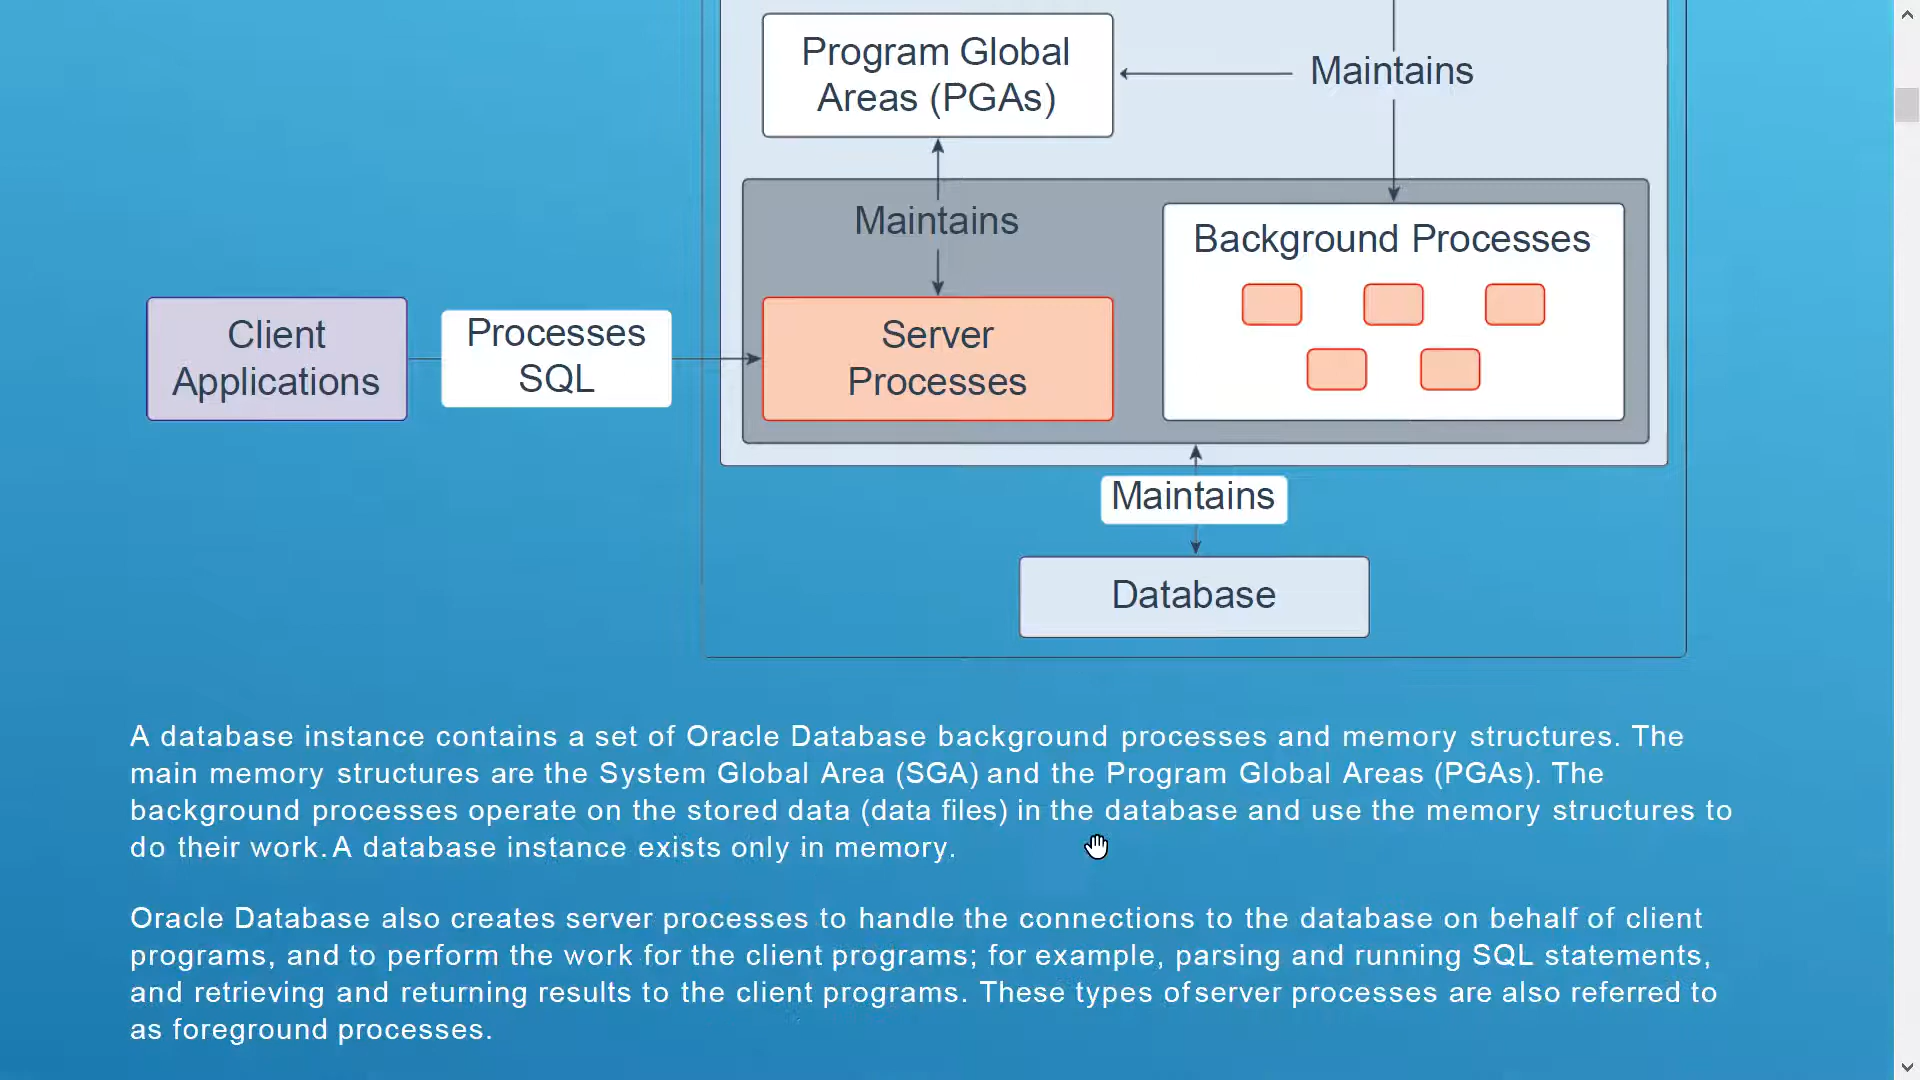 Program Global
Areas (PGAs)
Maintains
Maintains
Background Processes
Client
Applications
Processes
SQL
Server
Processes
Maintains
Database
A database instance contains a set of Oracle Database background processes and memory structures. The
main memory structures are the System Global Area (SGA) and the Program Global Areas (PGAs). The
background processes operate on the stored data (data files) in the database and use the memory structures to
do their work. A database instance exists only in memory.
Oracle Database also creates server processes to handle the connections to the database on behalf of client
programs, and to perform the work for the client programs; for example, parsing and running SQL statements,
and retrieving and returning results to the client programs. These types of server processes are also referred to
as foreground processes.